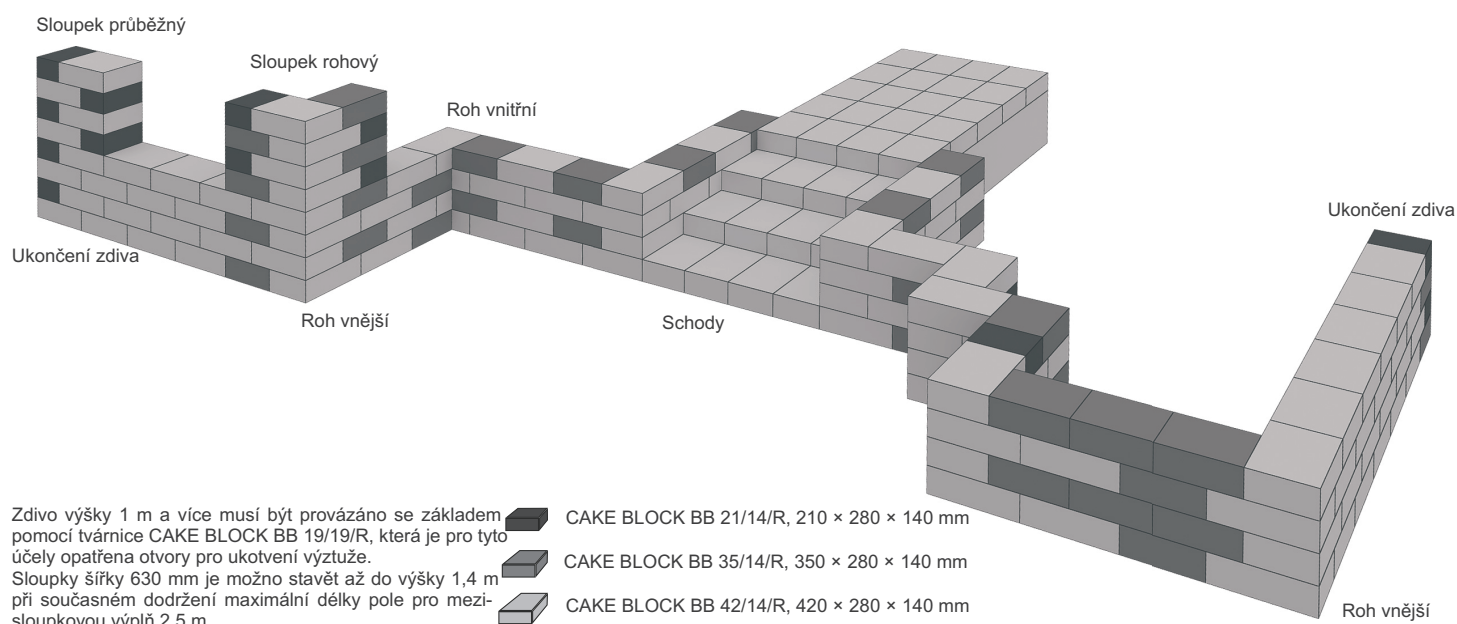 Sloupek průběžný
Sloupek rohový
Roh vnitřní
Ukončení zdiva
Ukončení zdiva
Roh vnější
Schody
Zdivo výšky 1 m a více musí být provázáno se základem
pomocí tvárnice CAKE BLOCK BB 19/19/R, která je pro tyto
účely opatřena otvory pro ukotvení výztuže.
Sloupky šířky 630 mm je možno stavět až do výšky 1,4 m
při současném dodržení maximální délky pole pro mezi-
sloupkovou výplň 2,5 m
CAKE BLOCK BB 21/14/R, 210 × 280 × 140 mm
CAKE BLOCK BB 35/14/R, 350 × 280 × 140 mm
CAKE BLOCK BB 42/14/R, 420 × 280 × 140 mm
Roh vnější